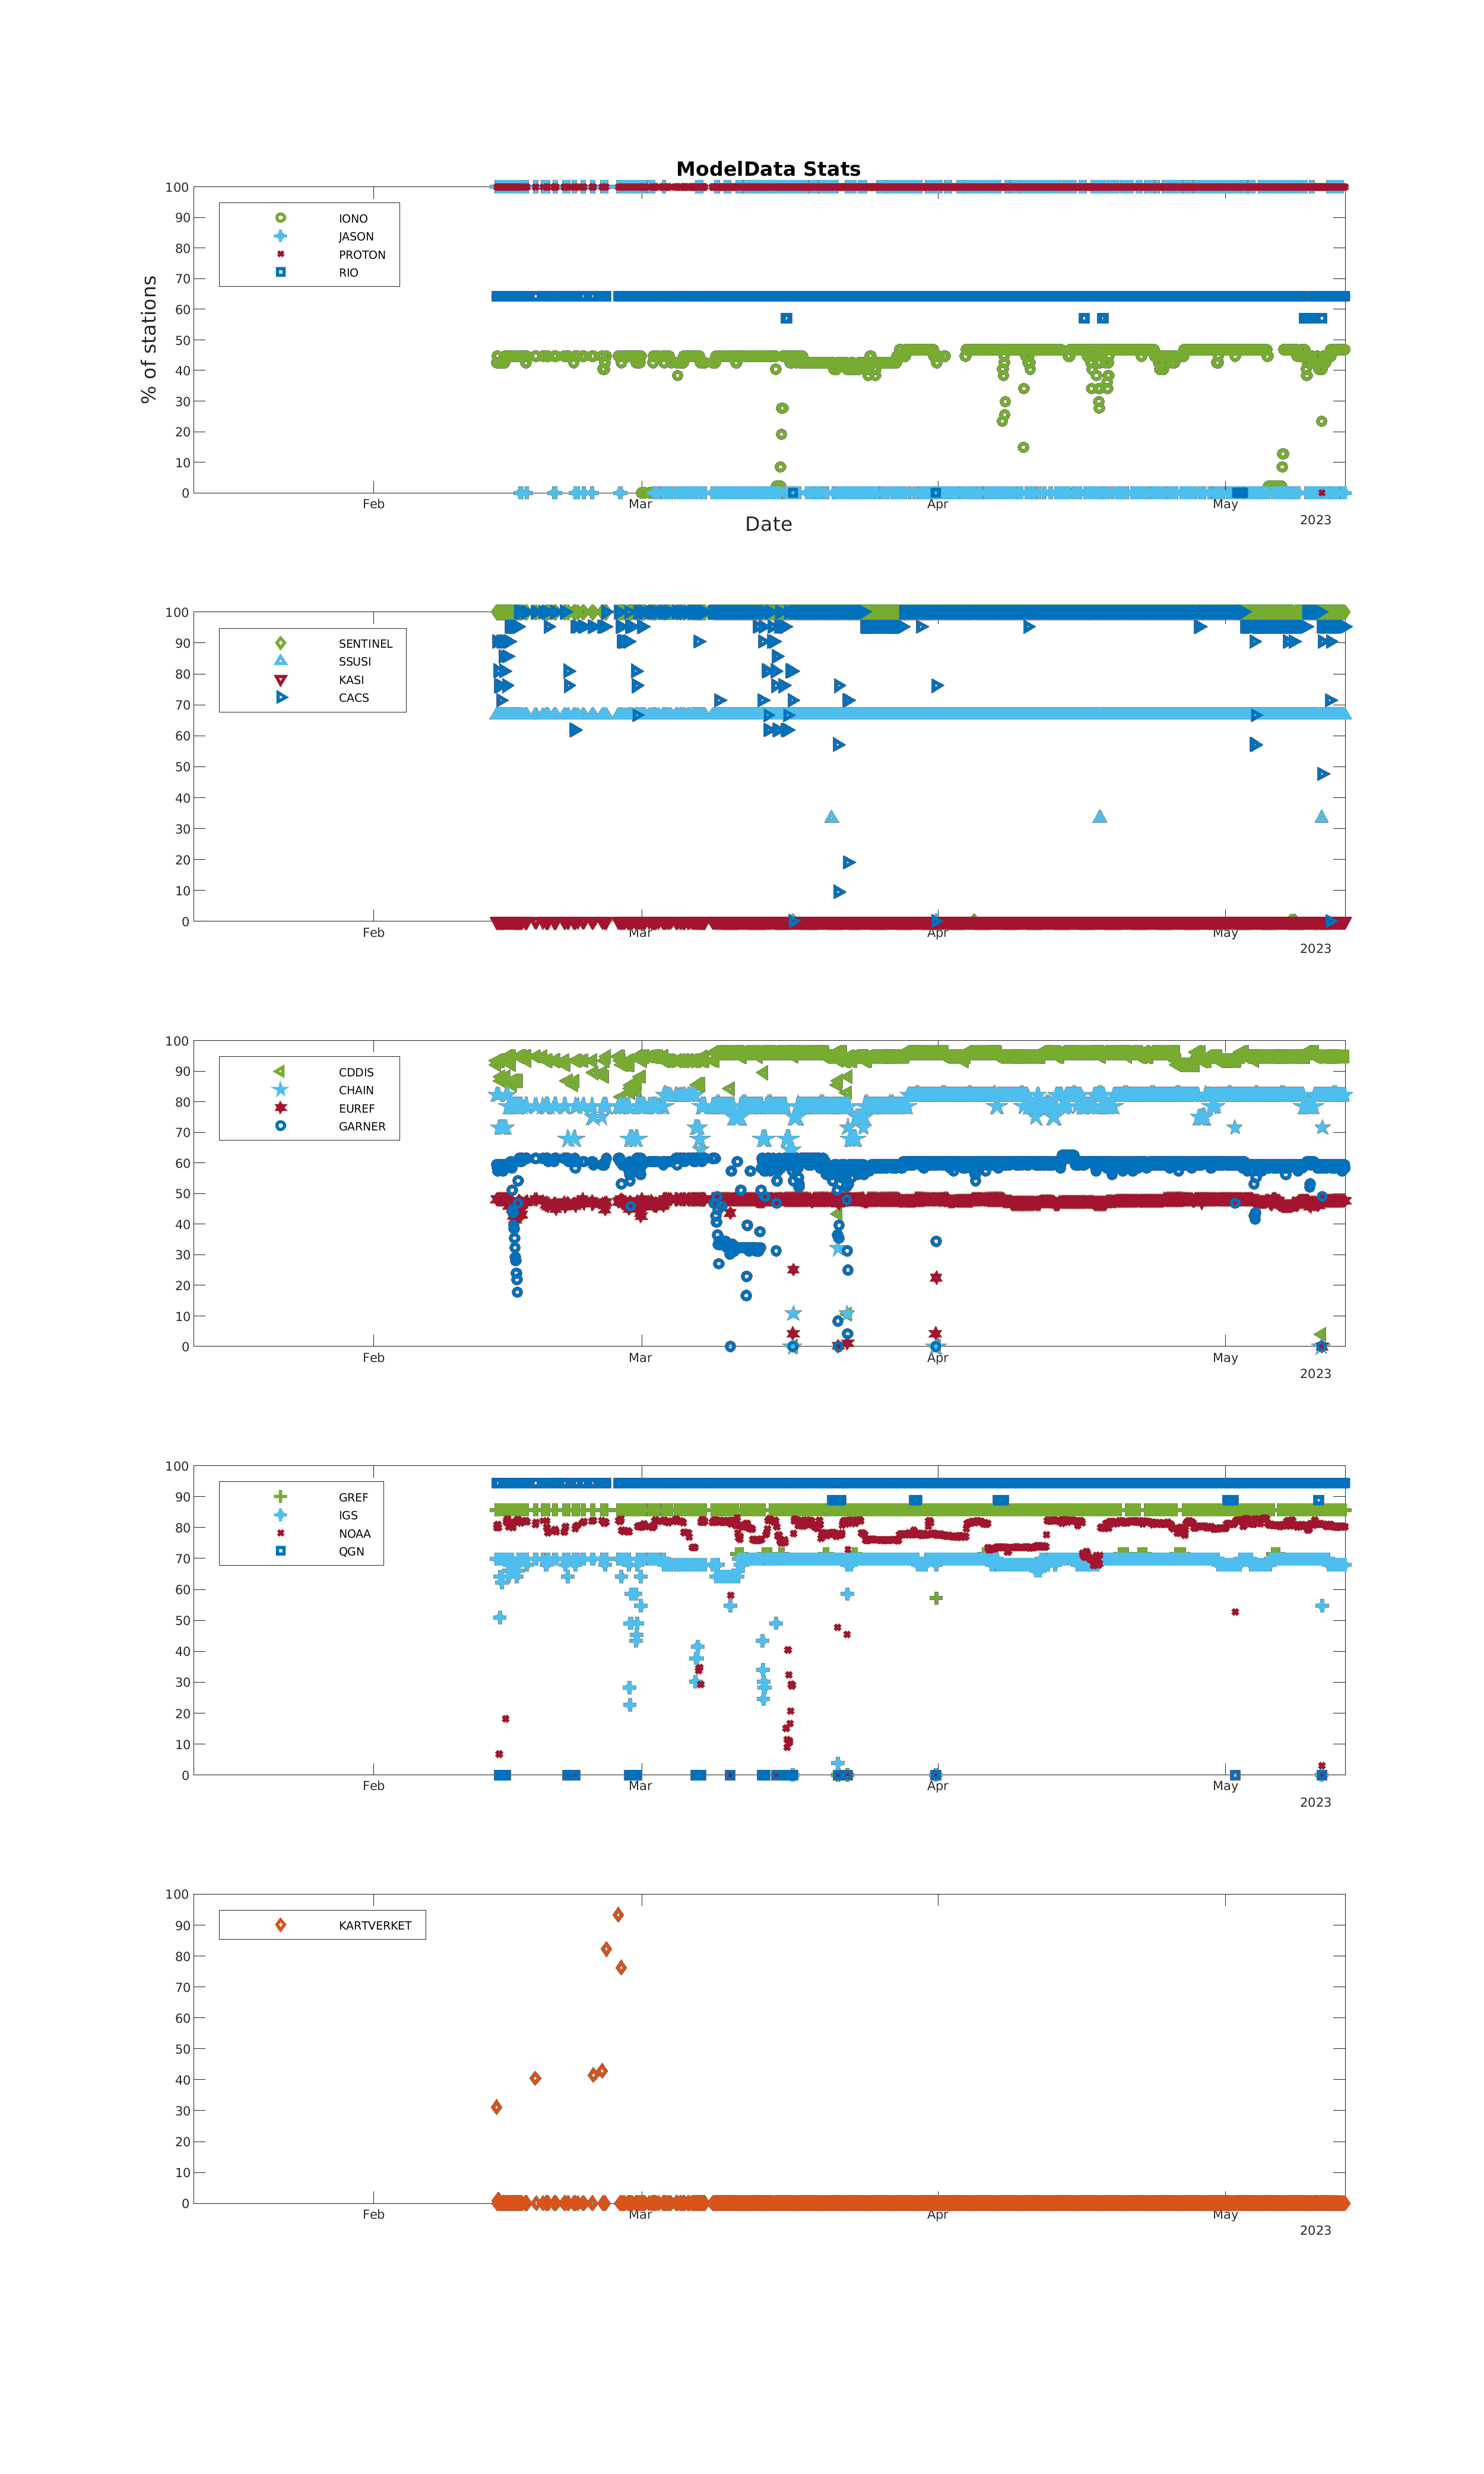 ModelData Stats
% of stations
100
90
80
70
60
50
40
30
20
10
0
IONO
JASON
PROTON
RIO
Feb
Mar
Apr
May
2023
Date
100
90
80
70
60
50
40
30
20
10
0
SENTINEL
SSUSI
KASI
CACS
Feb
Mar
Apr
May
2023
100
90
80
70
60
50
40
30
20
10
0
CDDIS
CHAIN
EUREF
GARNER
Feb
Mar
Apr
May
2023
100
90
80
70
60
50
40
30
20
10
0
GREF
IGS
NOAA
QGN
Feb
Mar
Apr
May
2023
100
90
80
70
60
50
40
30
20
10
0
KARTVERKET
Feb
Mar
Apr
May
2023